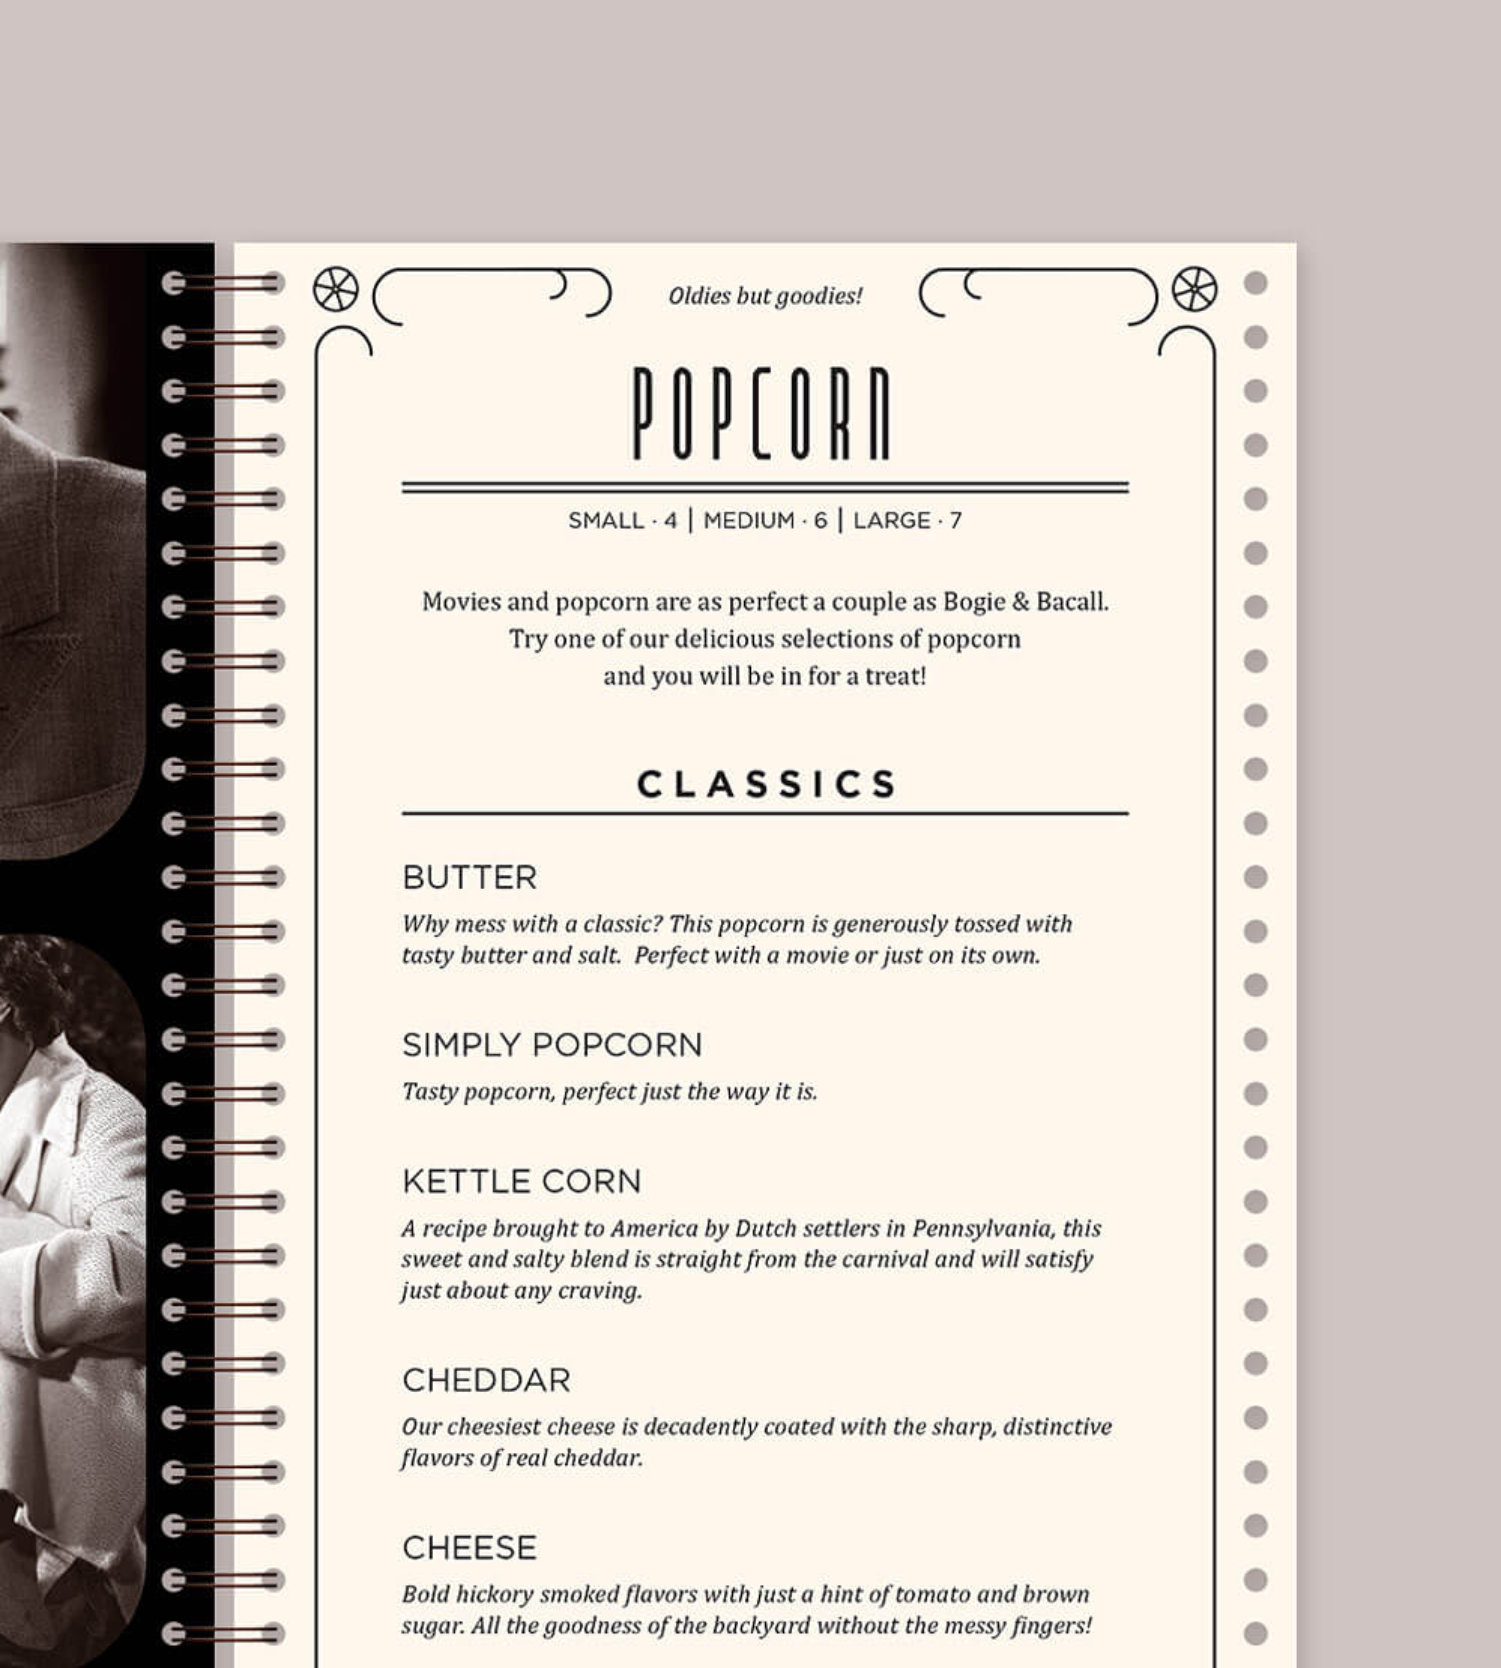 Oldies but goodies!
POPCORN
SMALL · 4 | MEDIUM · 6 | LARGE · 7
Movies and popcorn are as perfect a couple as Bogie & Bacall.
Try one of our delicious selections of popcorn
and you will be in for a treat!
CLASSICS
BUTTER
Why mess with a classic? This popcorn is generously tossed with
tasty butter and salt.  Perfect with a movie or just on its own.
SIMPLY POPCORN
Tasty popcorn, perfect just the way it is.
KETTLE CORN
A recipe brought to America by Dutch settlers in Pennsylvania, this
sweet and salty blend is straight from the carnival and will satisfy
just about any craving.
CHEDDAR
Our cheesiest cheese is decadently coated with the sharp, distinctive
flavors of real cheddar.
CHEESE
Bold hickory smoked flavors with just a hint of tomato and brown
sugar. All the goodness of the backyard without the messy fingers!